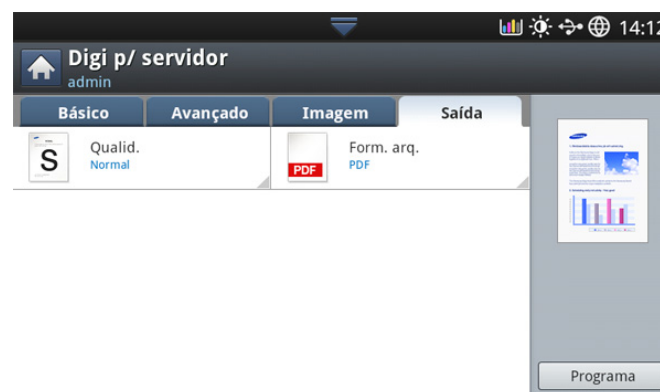 14:12
Digi p/ servidor
admin
Básico Avançado Imagem Saída
Qualid.
Normal
Form. arq.
PDF
S
PDF
Programa